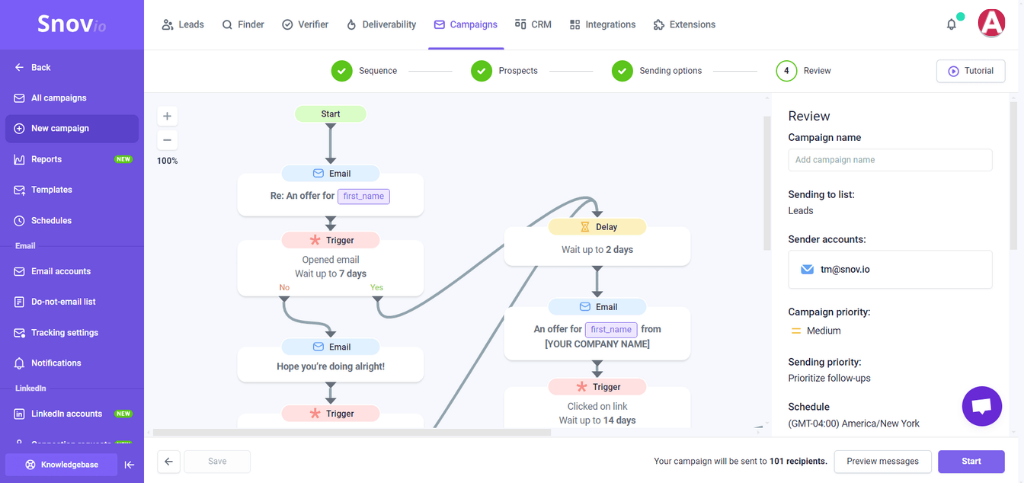 Snovio
Leads
Finder
Verifier
Deliverability
Campaigns
CRM
Integrations
Extensions
A
Back
All campaigns
New campaign
Reports NEW
Templates
Schedules
Email
Email accounts
Do-not-email list
Tracking settings
Notifications
LinkedIn
LinkedIn accounts NEW
Knowledgebase
Sequence
Prospects
Sending options
4 Review
Tutorial
100%
Start
Email
Re: An offer for first_name
Trigger
Opened email
Wait up to 7 days
No
Yes
Email
Hope you're doing alright!
Trigger
Delay
Wait up to 2 days
Email
An offer for first_name from
[YOUR COMPANY NAME]
Trigger
Clicked on link
Wait up to 14 days
Review
Campaign name
Add campaign name
Sending to list:
Leads
Sender accounts:
tm@snov.io
Campaign priority:
Medium
Sending priority:
Prioritize follow-ups
Schedule
(GMT-04:00) America/New York
Save
Your campaign will be sent to 101 recipients.
Preview messages
Start